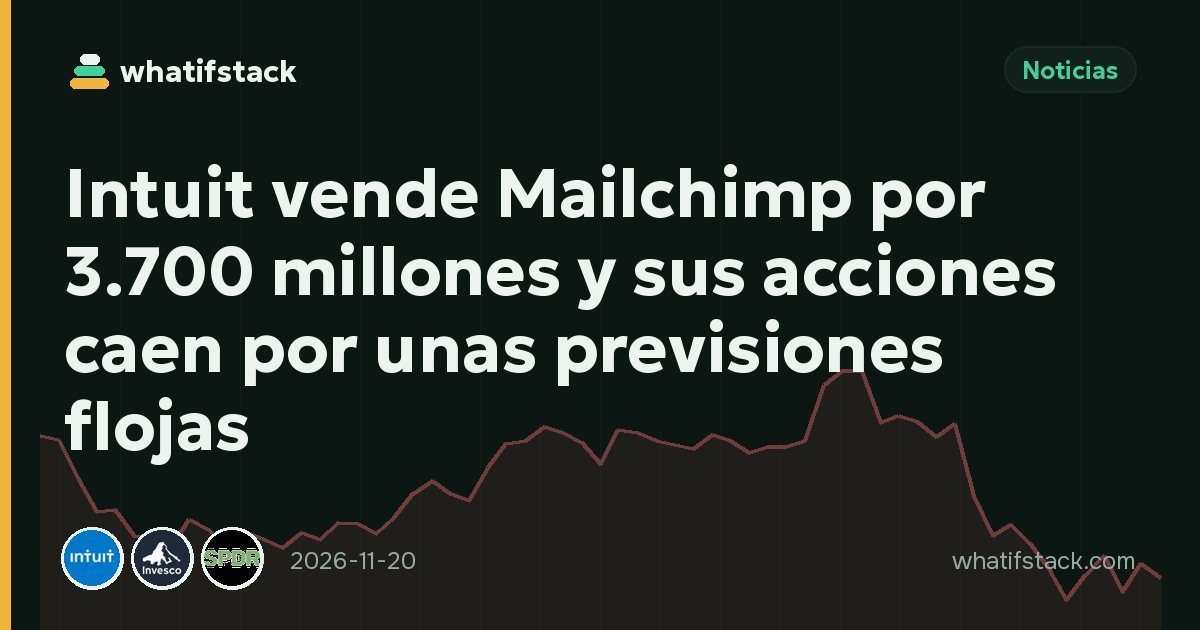 whatifstack
Noticias
Intuit vende Mailchimp por
3.700 millones y sus acciones
caen por unas previsiones
flojas
intuit
Invesco
SPDR
2026-11-20
whatifstack.com